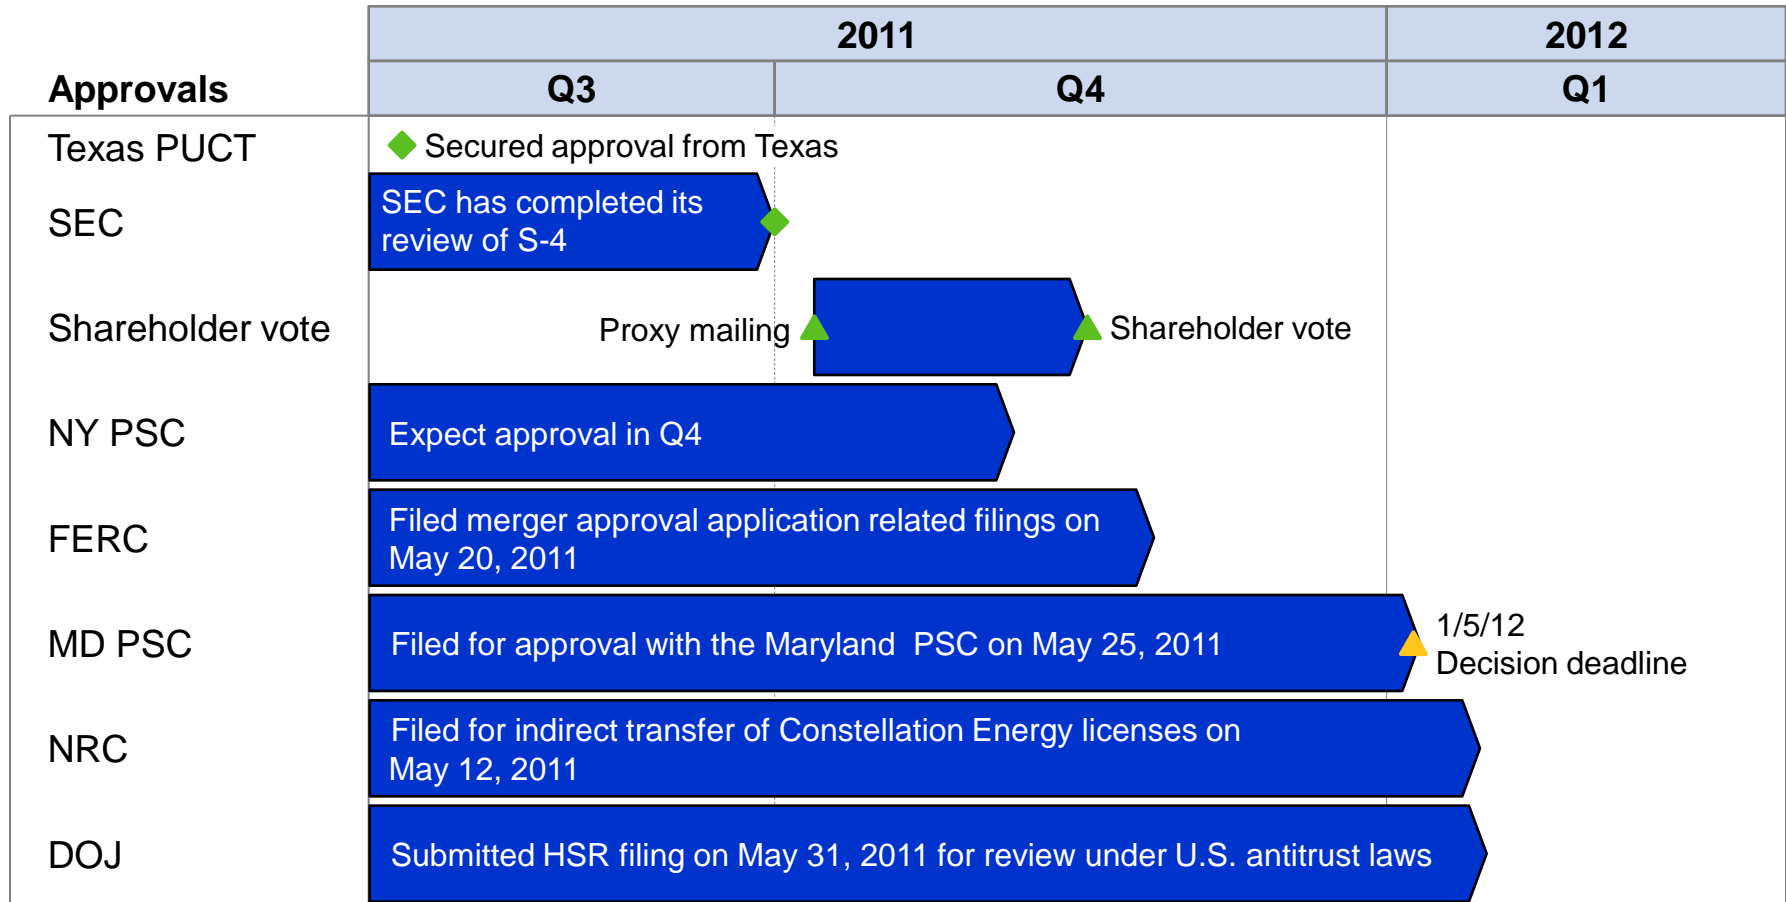 2011
2012
Approvals
Q3
Q4
Q1
Texas PUCT
Secured approval from Texas
SEC
SEC has completed its
review of S-4
Shareholder vote
Proxy mailing
Shareholder vote
NY PSC
Expect approval in Q4
FERC
Filed merger approval application related filings on
May 20, 2011
MD PSC
Filed for approval with the Maryland  PSC on May 25, 2011
1/5/12
Decision deadline
NRC
Filed for indirect transfer of Constellation Energy licenses on
May 12, 2011
DOJ
Submitted HSR filing on May 31, 2011 for review under U.S. antitrust laws